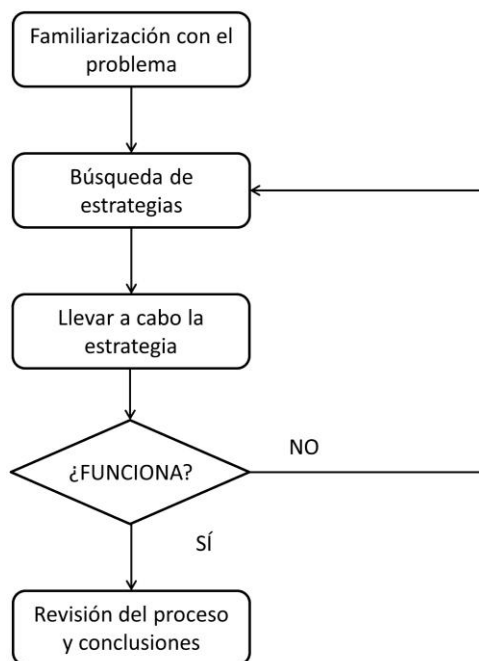 Familiarización con el
problema
Búsqueda de
estrategias
Llevar a cabo la
estrategia
¿FUNCIONA?
NO
SÍ
Revisión del proceso
y conclusiones